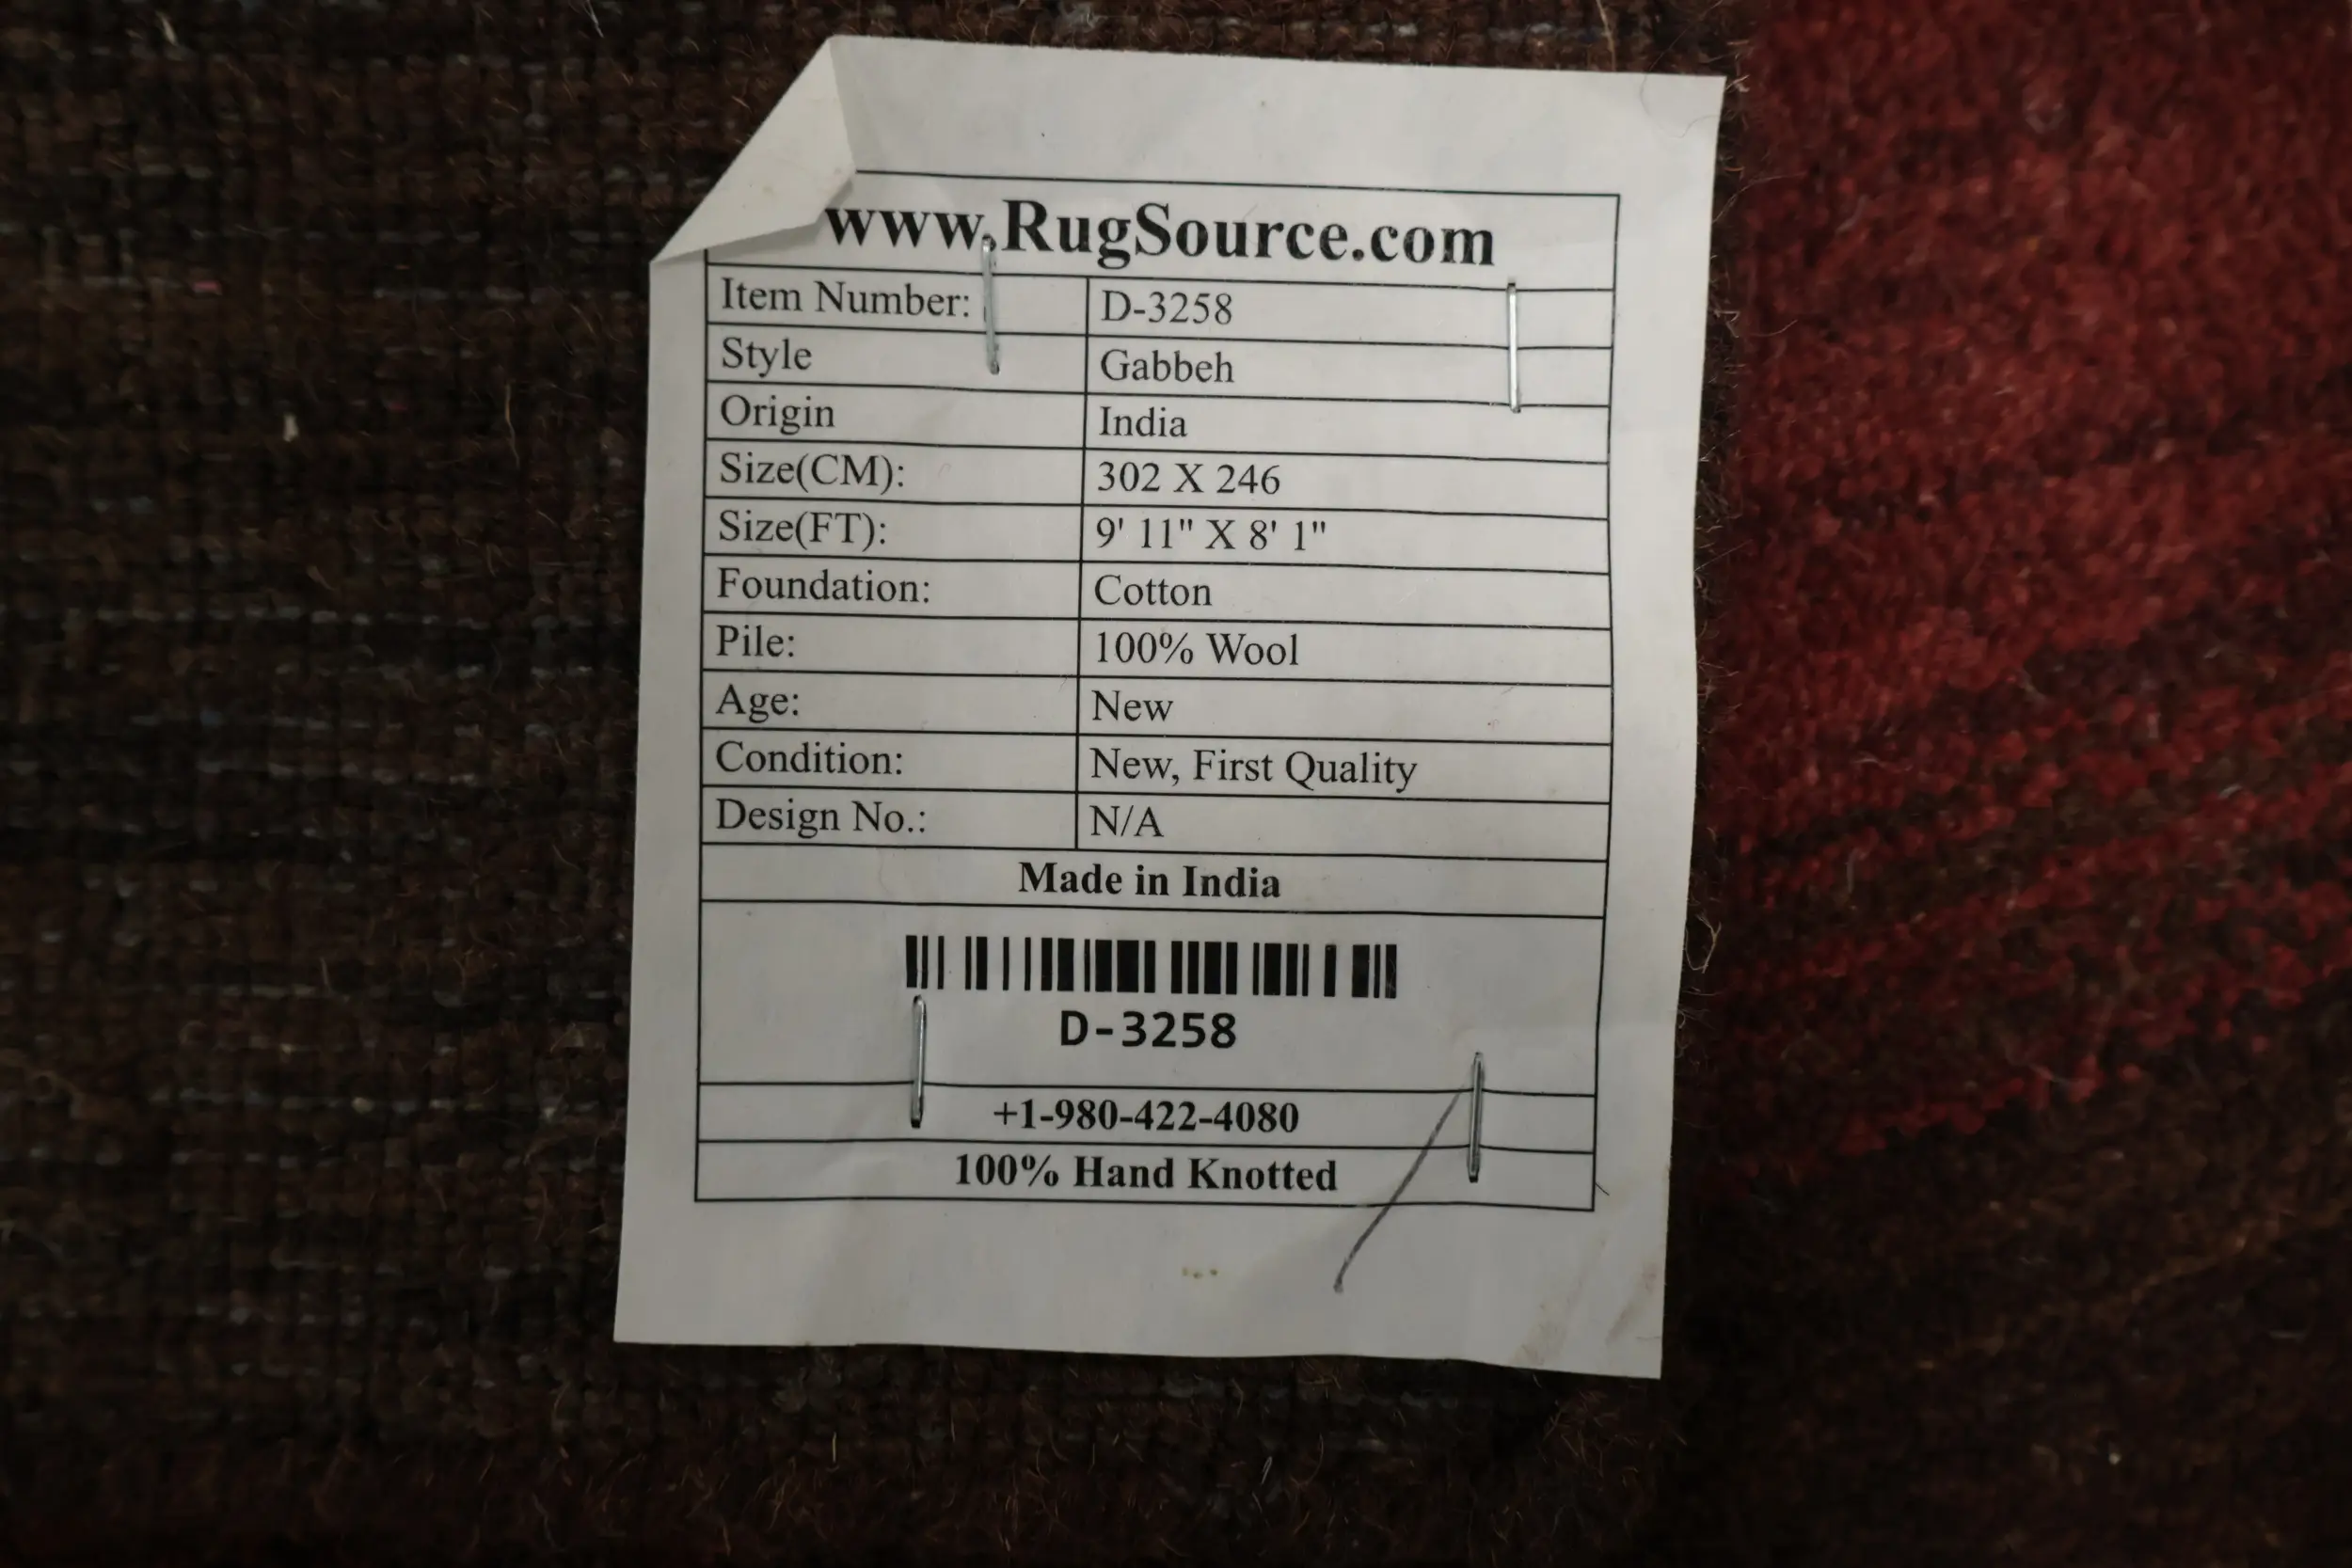 www.RugSource.com
Item Number: D-3258
Style Gabbeh
Origin India
Size(CM): 302 X 246
Size(FT): 9' 11" X 8' 1"
Foundation: Cotton
Pile: 100% Wool
Age: New
Condition: New, First Quality
Design No.: N/A
Made in India
D-3258
+1-980-422-4080
100% Hand Knotted